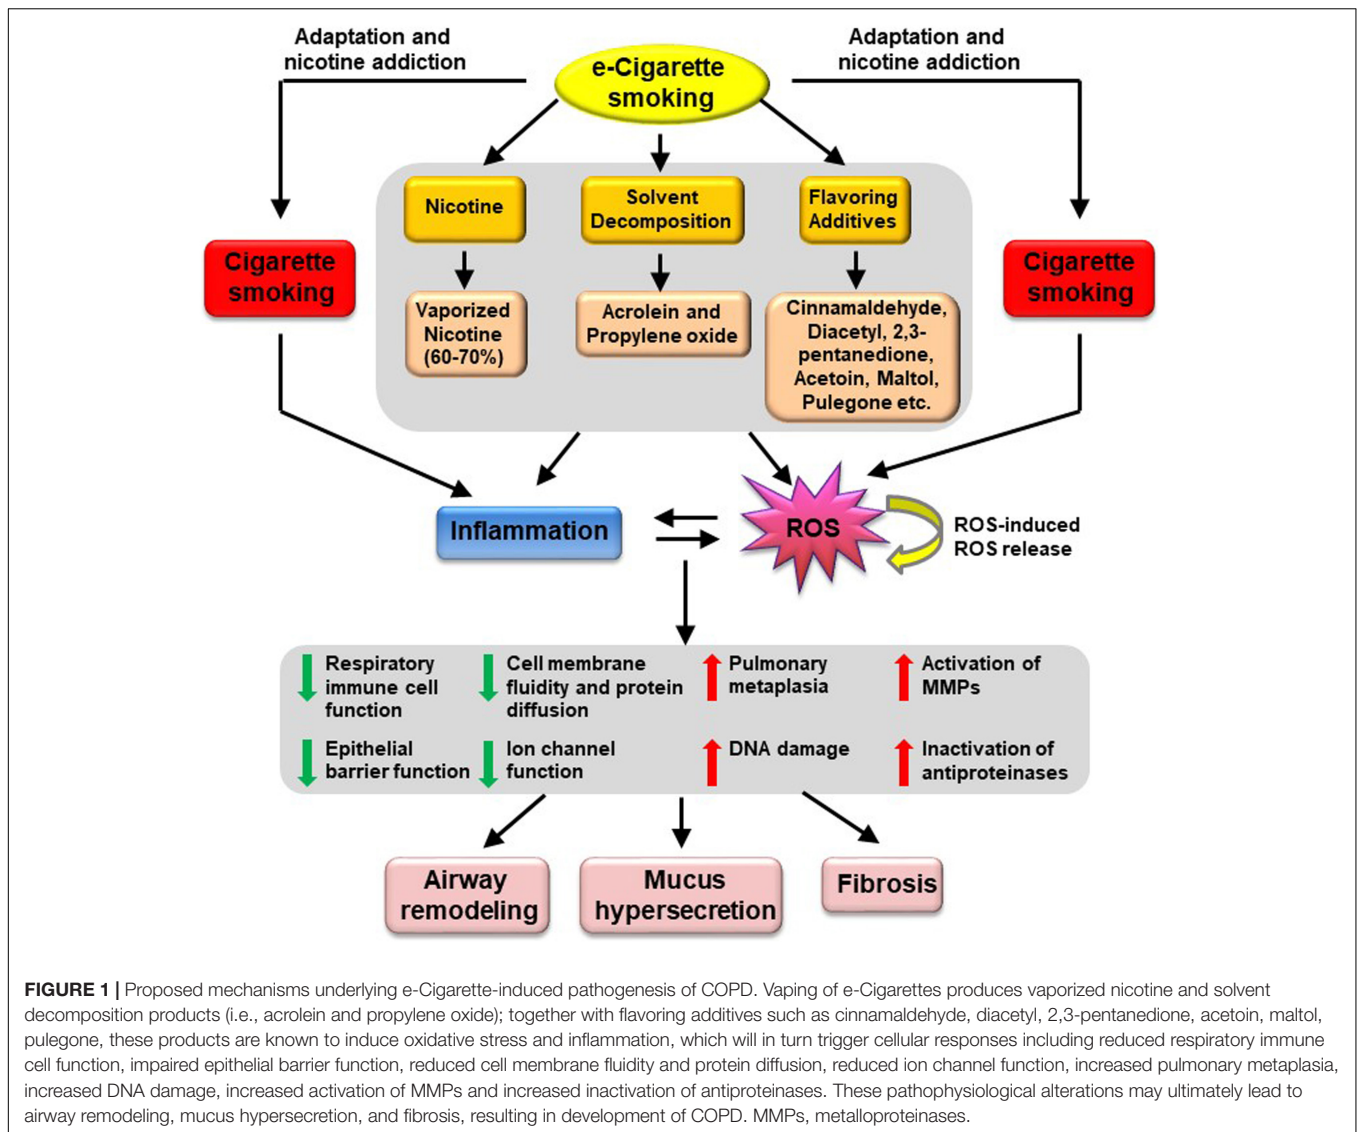 Adaptation and
nicotine addiction
e-Cigarette
smoking
Adaptation and
nicotine addiction
Nicotine
Solvent
Decomposition
Flavoring
Additives
Cigarette
smoking
Cigarette
smoking
Vaporized
Nicotine
(60-70%)
Acrolein and
Propylene oxide
Cinnamaldehyde,
Diacetyl, 2,3-
pentanedione,
Acetoin, Maltol,
Pulegone etc.
Inflammation
ROS
ROS-induced
ROS release
Respiratory
immune cell
function
Cell membrane
fluidity and protein
diffusion
Pulmonary
metaplasia
Activation of
MMPs
Epithelial
barrier function
Ion channel
function
DNA damage
Inactivation of
antiproteinases
Airway
remodeling
Mucus
hypersecretion
Fibrosis
FIGURE 1 | Proposed mechanisms underlying e-Cigarette-induced pathogenesis of COPD. Vaping of e-Cigarettes produces vaporized nicotine and solvent
decomposition products (i.e., acrolein and propylene oxide); together with flavoring additives such as cinnamaldehyde, diacetyl, 2,3-pentanedione, acetoin, maltol,
pulegone, these products are known to induce oxidative stress and inflammation, which will in turn trigger cellular responses including reduced respiratory immune
cell function, impaired epithelial barrier function, reduced cell membrane fluidity and protein diffusion, reduced ion channel function, increased pulmonary metaplasia,
increased DNA damage, increased activation of MMPs and increased inactivation of antiproteinases. These pathophysiological alterations may ultimately lead to
airway remodeling, mucus hypersecretion, and fibrosis, resulting in development of COPD. MMPs, metalloproteinases.